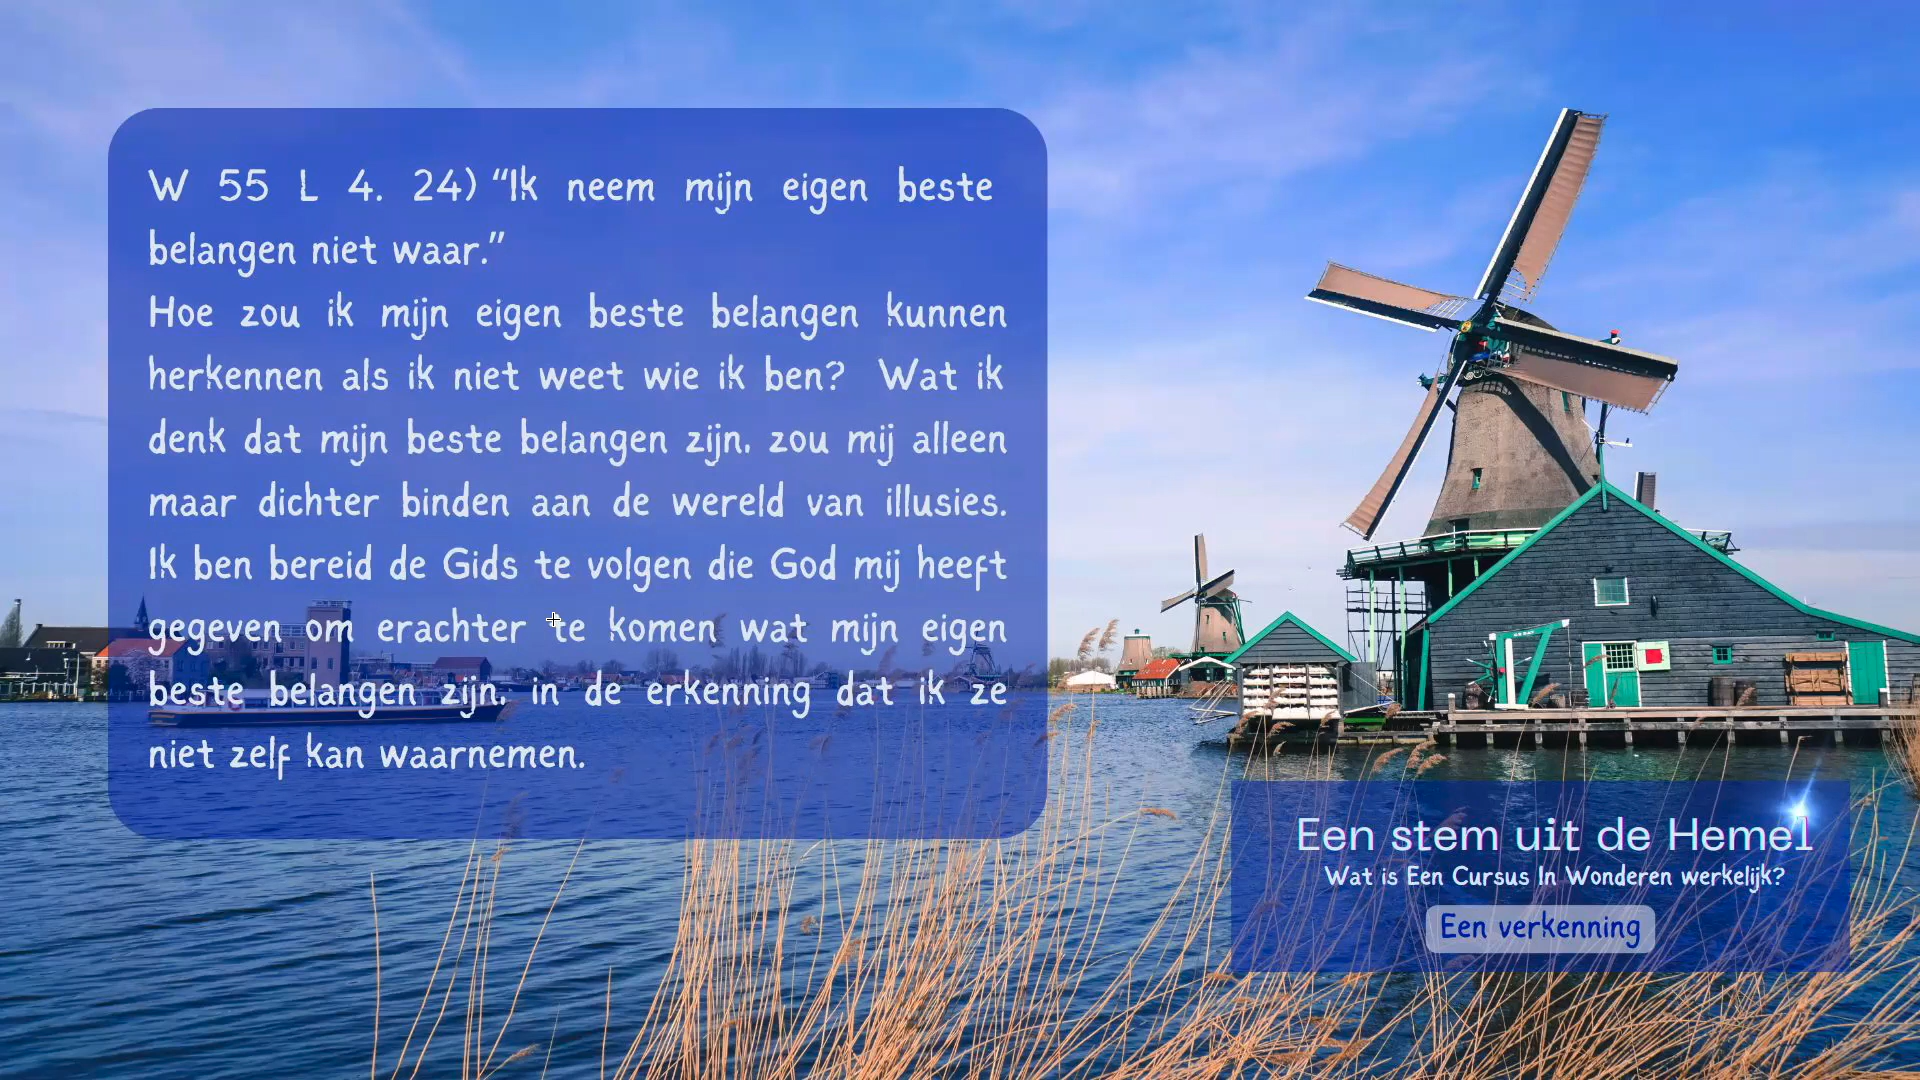 W 55 L 4. 24) “Ik neem mijn eigen beste
belangen niet waar.”
Hoe zou ik mijn eigen beste belangen kunnen
herkennen als ik niet weet wie ik ben? Wat ik
denk dat mijn beste belangen zijn, zou mij alleen
maar dichter binden aan de wereld van illusies.
Ik ben bereid de Gids te volgen die God mij heeft
gegeven om erachter te komen wat mijn eigen
beste belangen zijn, in de erkenning dat ik ze
niet zelf kan waarnemen.
Een stem uit de Hemel
Wat is Een Cursus In Wonderen werkelijk?
Een verkenning